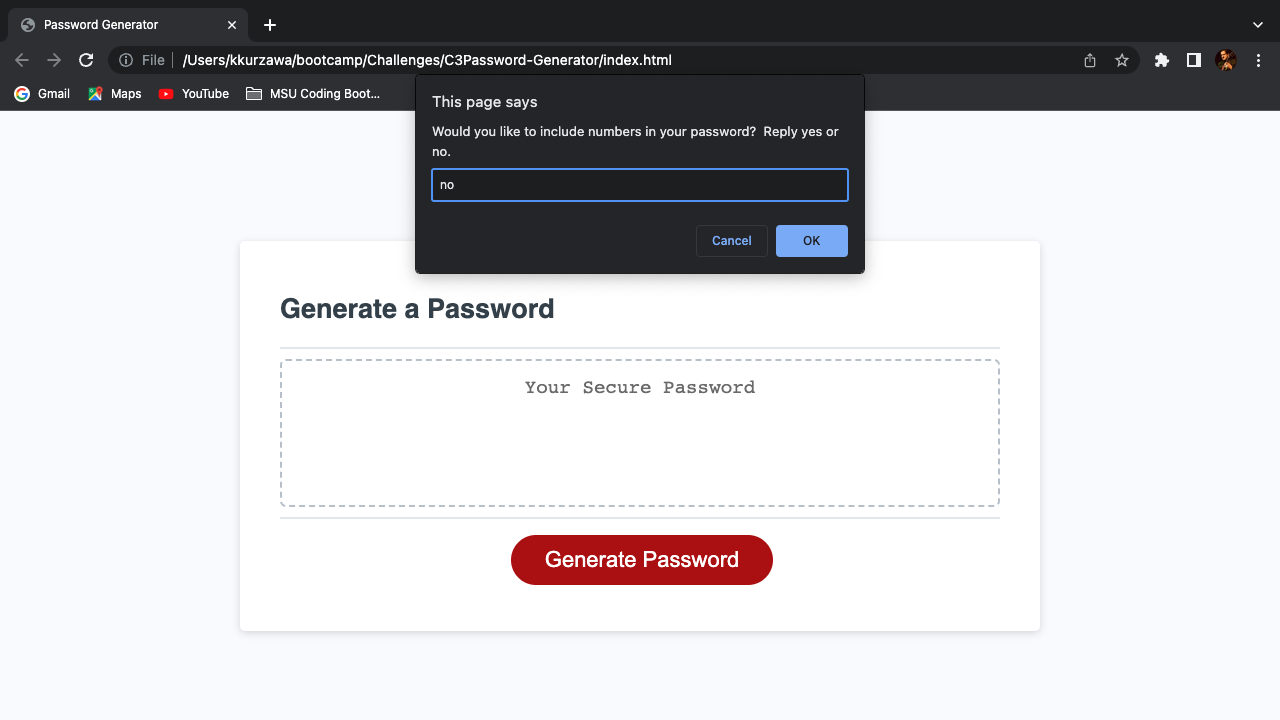 Password Generator
File
/Users/kkurzawa/bootcamp/Challenges/C3Password-Generator/index.html
Gmail
Maps
YouTube
MSU Coding Boot...
This page says
Would you like to include numbers in your password?  Reply yes or
no.
no
Cancel
OK
Generate a Password
Your Secure Password
Generate Password